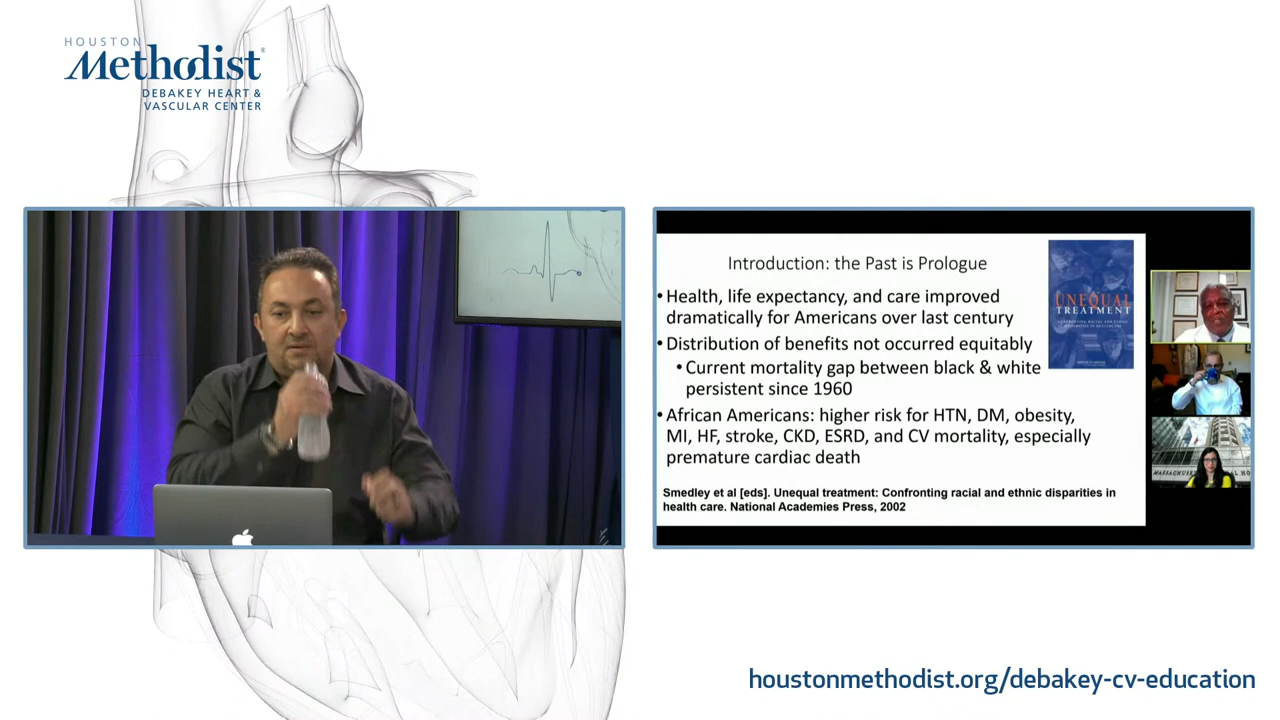 HOUSTON
Methodist®
DEBAKEY HEART &
VASCULAR CENTER
Introduction: the Past is Prologue
•Health, life expectancy, and care improved
dramatically for Americans over last century
•Distribution of benefits not occurred equitably
•Current mortality gap between black & white
persistent since 1960
•African Americans: higher risk for HTN, DM, obesity,
MI, HF, stroke, CKD, ESRD, and CV mortality, especially
premature cardiac death
Smedley et al [eds]. Unequal treatment: Confronting racial and ethnic disparities in
health care. National Academies Press, 2002
UNEQUAL
TREATMENT
houstonmethodist.org/debakey-cv-education